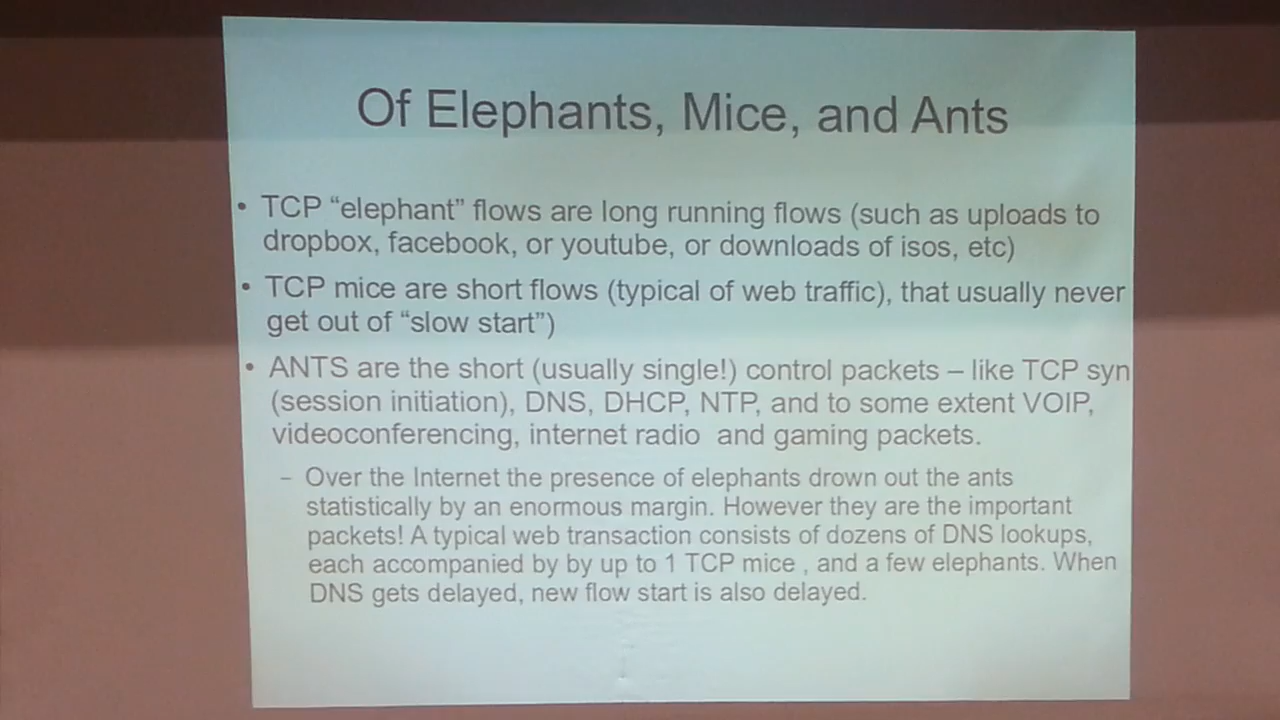 Of Elephants, Mice, and Ants
• TCP “elephant” flows are long running flows (such as uploads to
dropbox, facebook, or youtube, or downloads of isos, etc)
• TCP mice are short flows (typical of web traffic), that usually never
get out of “slow start”)
• ANTS are the short (usually single!) control packets – like TCP syn
(session initiation), DNS, DHCP, NTP, and to some extent VOIP,
videoconferencing, internet radio and gaming packets.
– Over the Internet the presence of elephants drown out the ants
statistically by an enormous margin. However they are the important
packets! A typical web transaction consists of dozens of DNS lookups,
each accompanied by by up to 1 TCP mice , and a few elephants. When
DNS gets delayed, new flow start is also delayed.